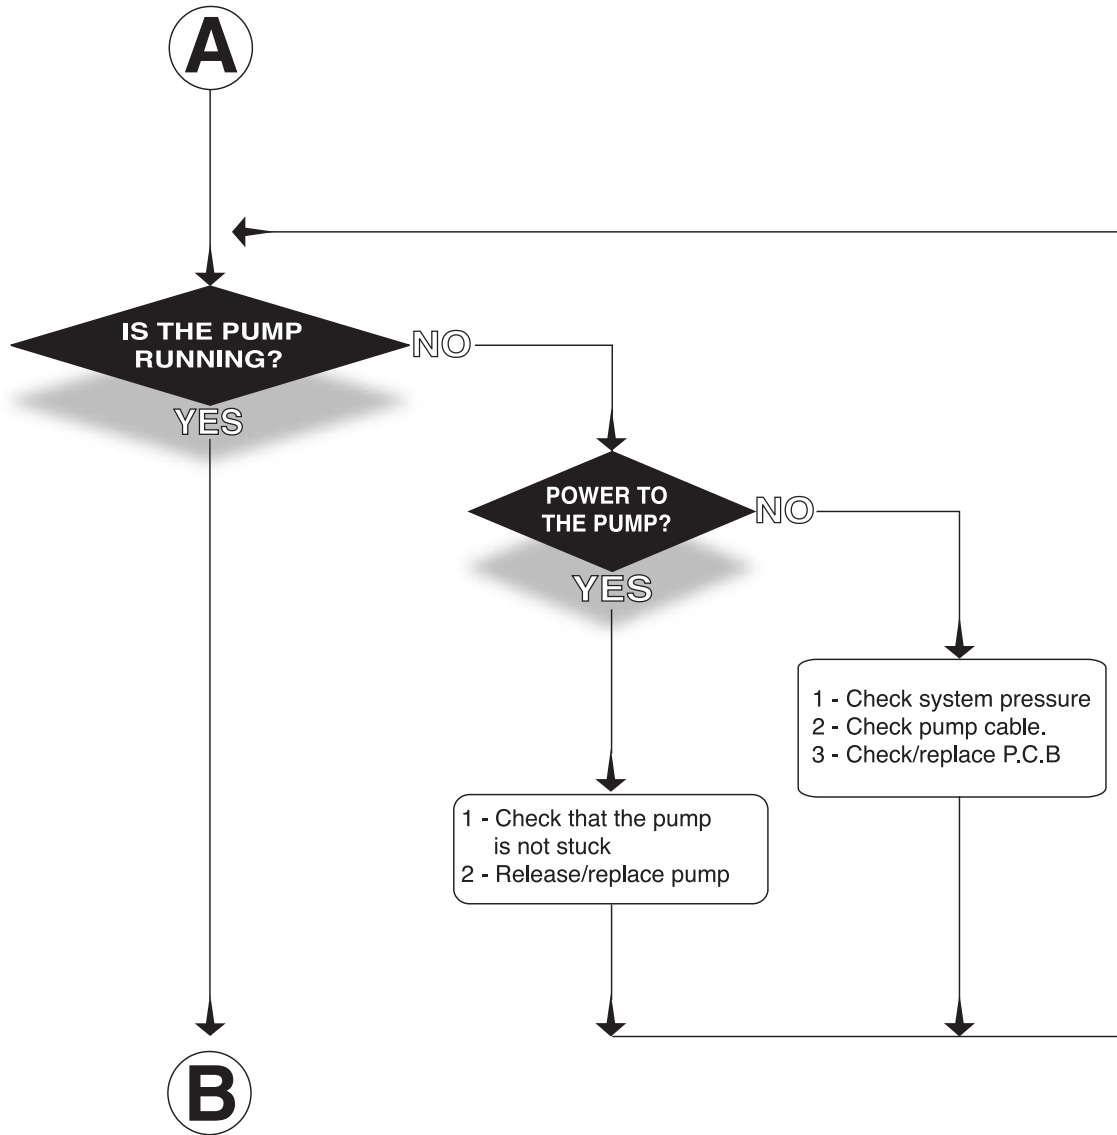 A
IS THE PUMP
RUNNING?
NO
YES
POWER TO
THE PUMP?
NO
YES
1 - Check system pressure
2 - Check pump cable.
3 - Check/replace P.C.B
1 - Check that the pump
is not stuck
2 - Release/replace pump
B